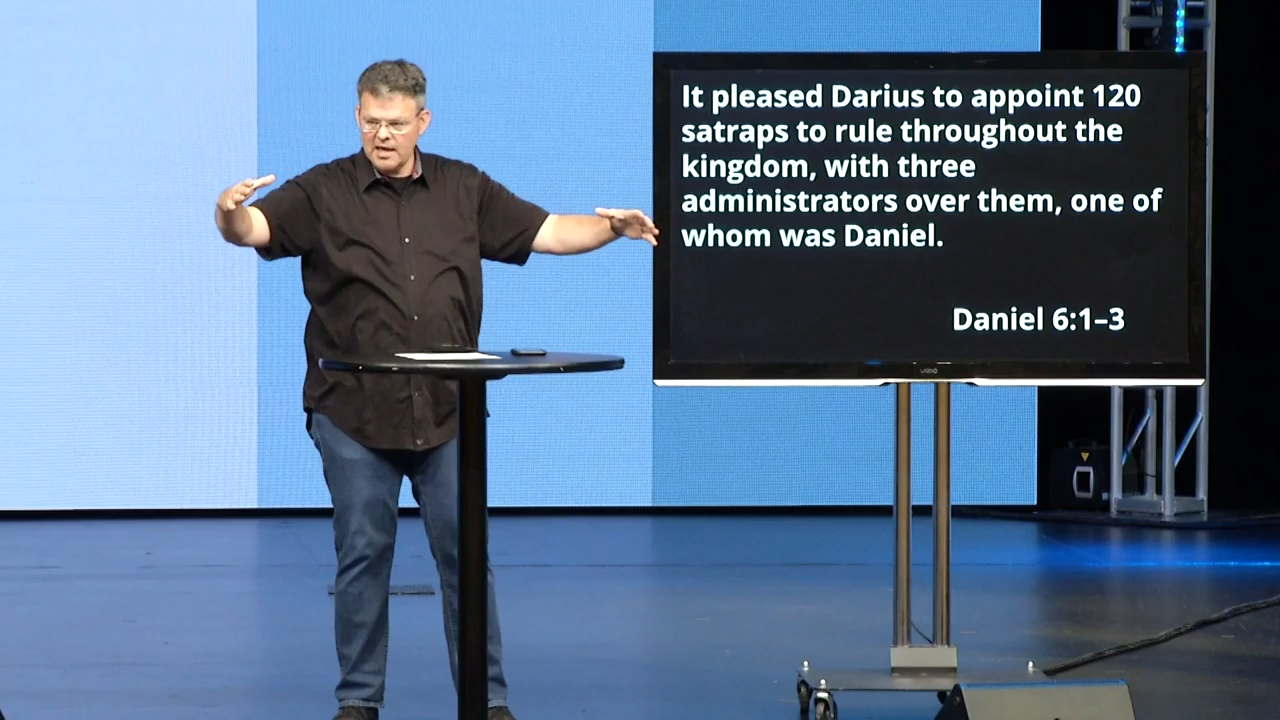 It pleased Darius to appoint 120
satraps to rule throughout the
kingdom, with three
administrators over them, one of
whom was Daniel.
Daniel 6:1–3
VIZIO